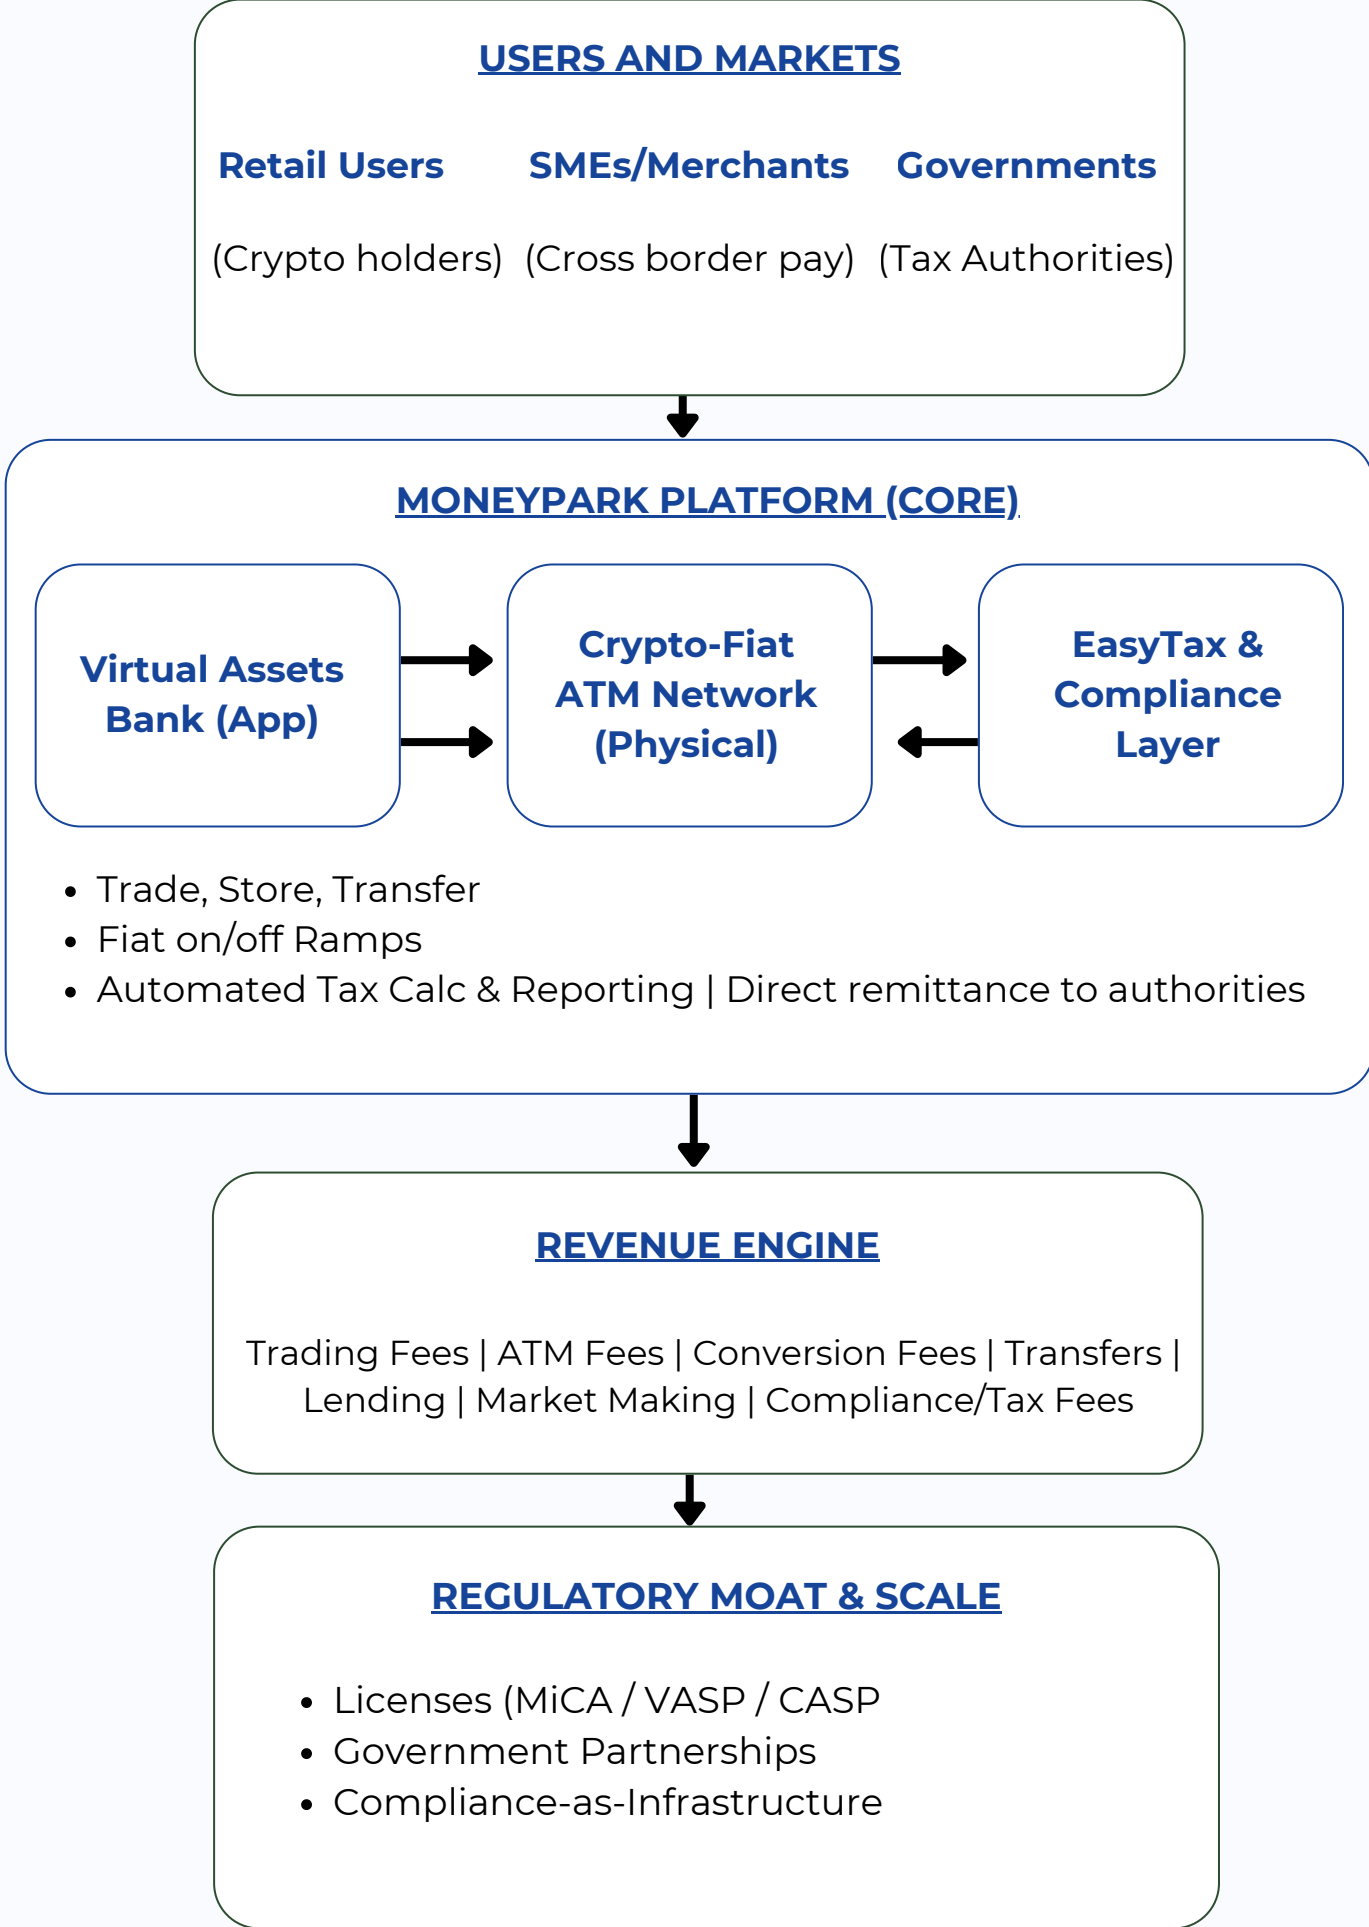 USERS AND MARKETS
Retail Users SMEs/Merchants Governments
(Crypto holders) (Cross border pay) (Tax Authorities)
MONEYPARK PLATFORM (CORE)
Virtual Assets
Bank (App)
Crypto-Fiat
ATM Network
(Physical)
EasyTax &
Compliance
Layer
• Trade, Store, Transfer
• Fiat on/off Ramps
• Automated Tax Calc & Reporting | Direct remittance to authorities
REVENUE ENGINE
Trading Fees | ATM Fees | Conversion Fees | Transfers |
Lending | Market Making | Compliance/Tax Fees
REGULATORY MOAT & SCALE
• Licenses (MiCA / VASP / CASP
• Government Partnerships
• Compliance-as-Infrastructure